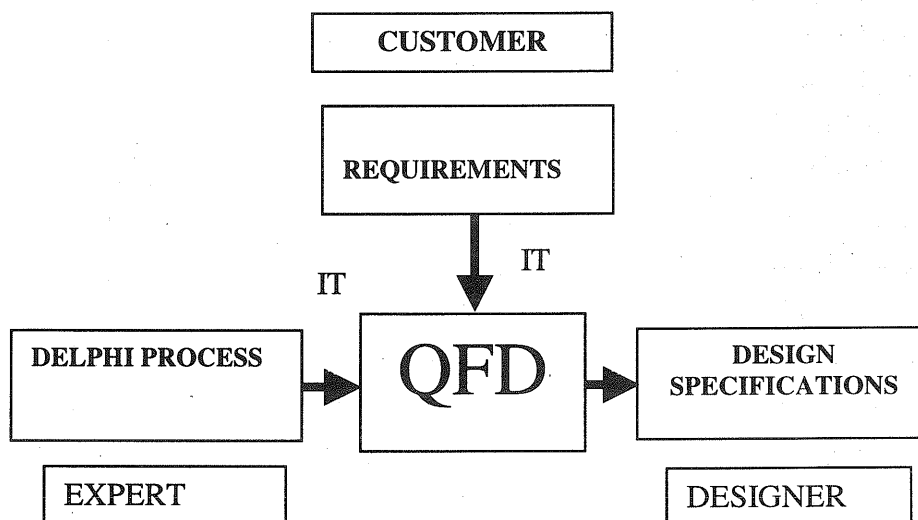 CUSTOMER
REQUIREMENTS
IT
IT
DELPHI PROCESS
QFD
DESIGN
SPECIFICATIONS
EXPERT
DESIGNER